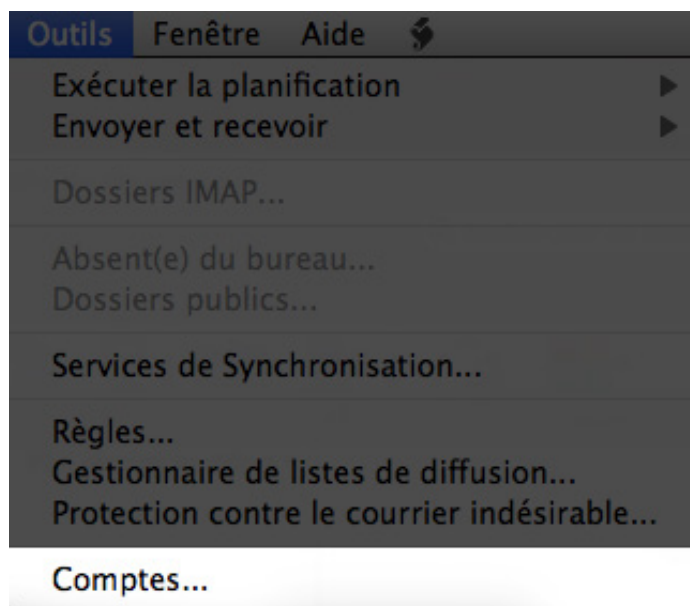 Outils Fenêtre Aide
Exécuter la planification
Envoyer et recevoir
Dossiers IMAP...
Absent(e) du bureau...
Dossiers publics...
Services de Synchronisation...
Règles...
Gestionnaire de listes de diffusion...
Protection contre le courrier indésirable...
Comptes...